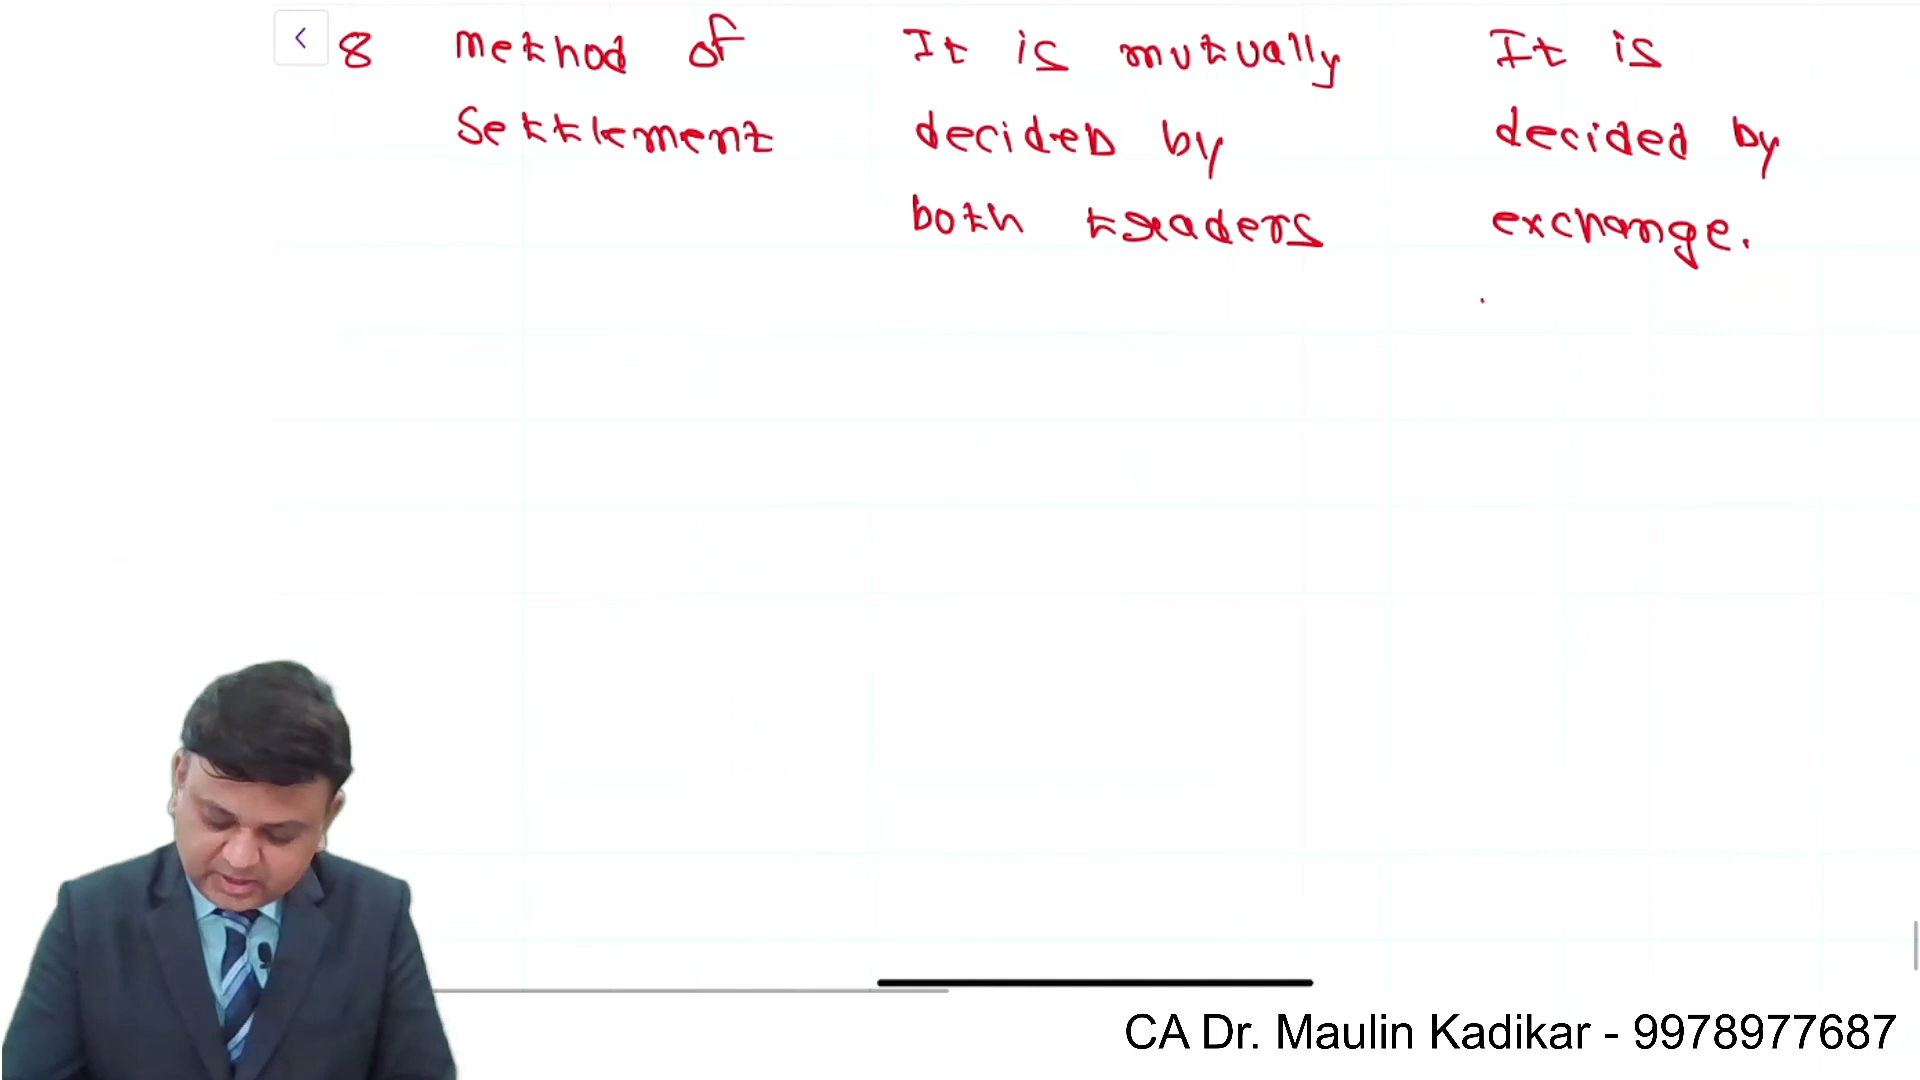 8 method of It is mutually It is
Settlement decided by decided by
both traders exchange.
CA Dr. Maulin Kadikar - 9978977687